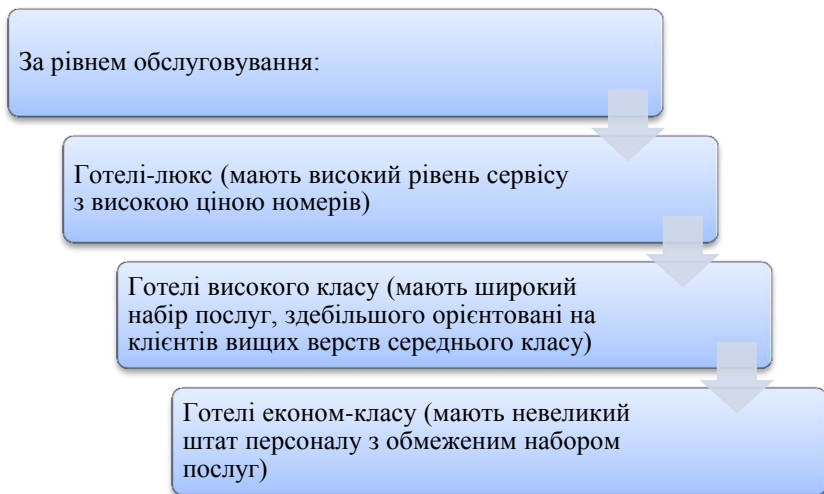 За рівнем обслуговування:
Готелі-люкс (мають високий рівень сервісу
з високою ціною номерів)
Готелі високого класу (мають широкий
набір послуг, здебільшого орієнтовані на
клієнтів вищих верств середнього класу)
Готелі економ-класу (мають невеликий
штат персоналу з обмеженим набором
послуг)